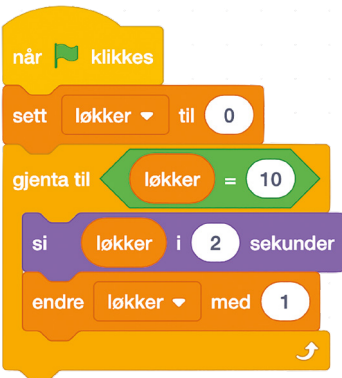 når klikkes
sett løkker til 0
gjenta til løkker = 10
si løkker i 2 sekunder
endre løkker med 1